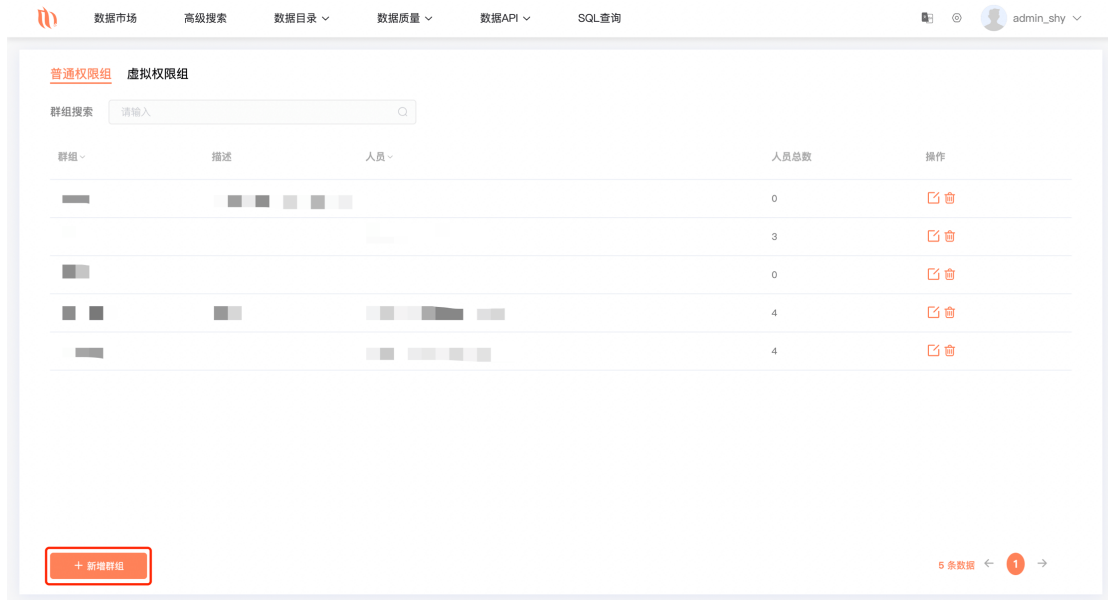 数据市场 高级搜索 数据目录 数据质量 数据API SQL查询 admin_shy
普通权限组 虚拟权限组
群组搜索 请输入
群组 描述 人员 人员总数 操作
0
3
0
4
4
+ 新增群组 5 条数据 ← 1 →